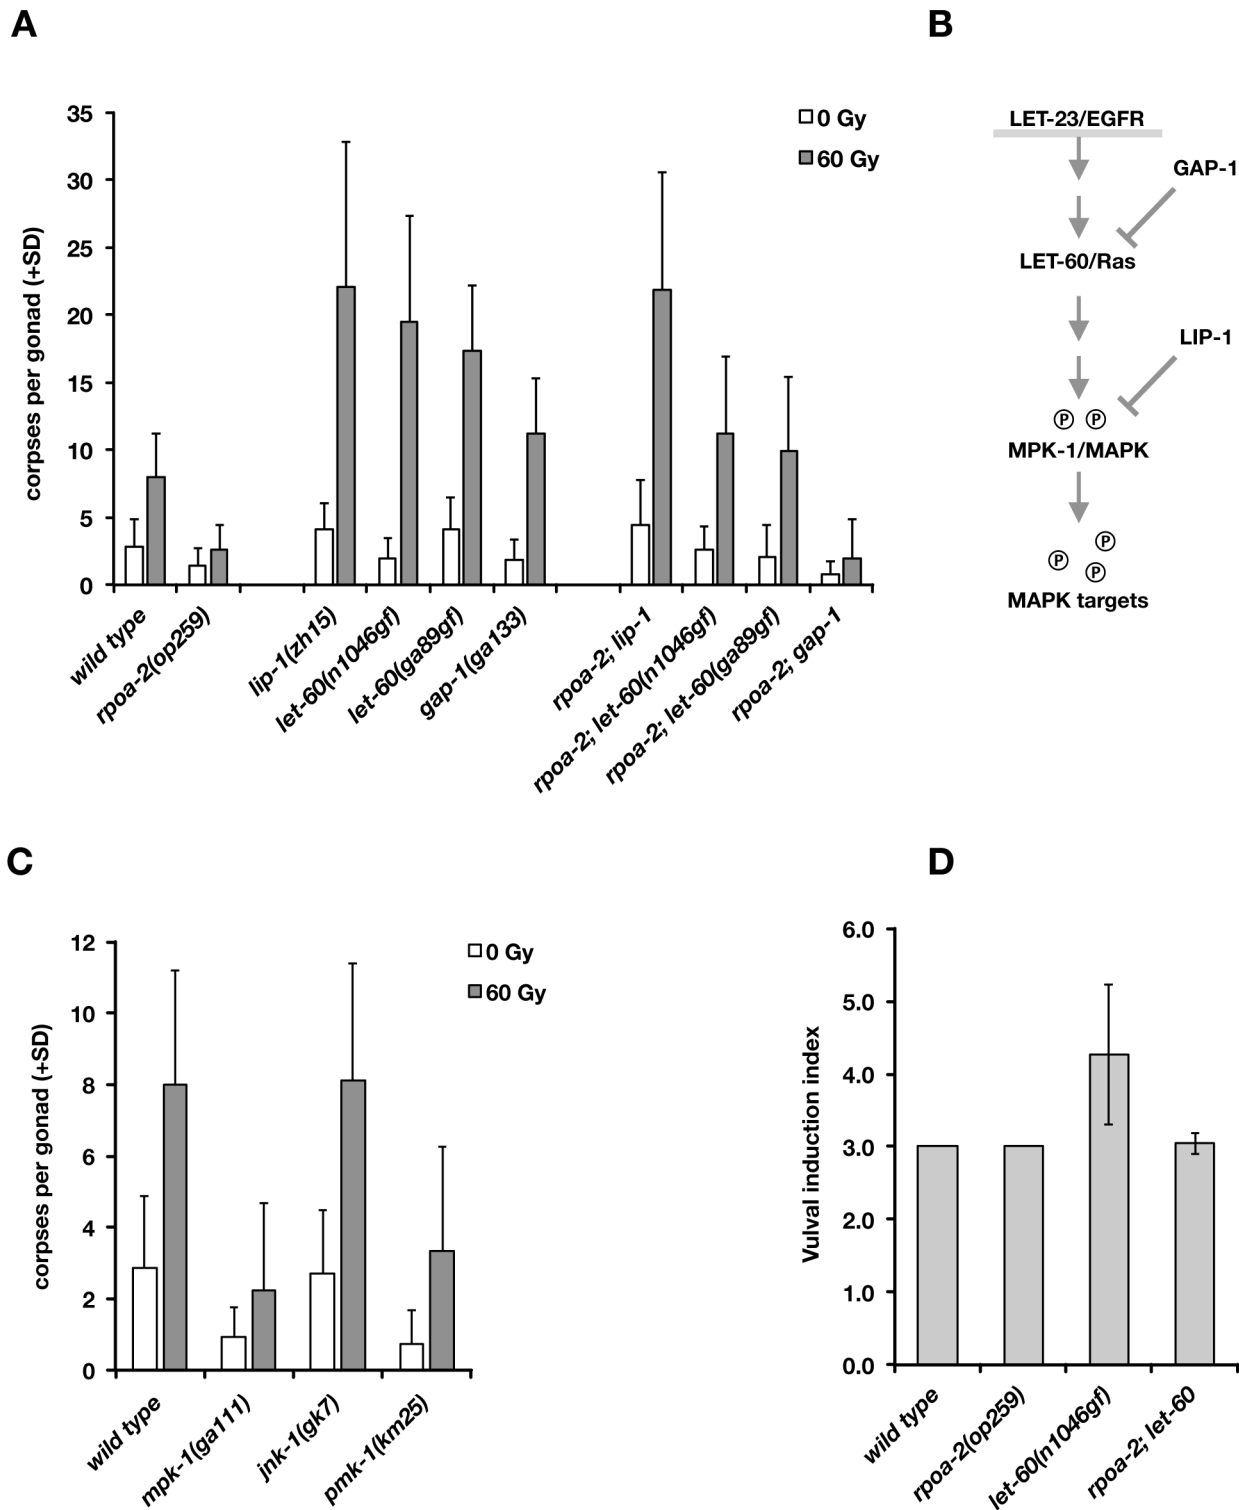 A
B
35
30
25
20
15
10
5
0
corpses per gonad (+SD)
0 Gy
60 Gy
wild type
rpoa-2(op259)
lip-1(zh15)
let-60(n1046gf)
let-60(ga89gf)
gap-1(ga133)
rpoa-2; lip-1
rpoa-2; let-60(n1046gf)
rpoa-2; let-60(ga89gf)
rpoa-2; gap-1
LET-23/EGFR
GAP-1
LET-60/Ras
LIP-1
P P
MPK-1/MAPK
P
P
P
MAPK targets
C
D
12
10
8
6
4
2
0
corpses per gonad (+SD)
0 Gy
60 Gy
wild type
mpk-1(ga111)
jnk-1(gk7)
pmk-1(km25)
6.0
5.0
4.0
3.0
2.0
1.0
0.0
Vulval induction index
wild type
rpoa-2(op259)
let-60(n1046gf)
rpoa-2; let-60